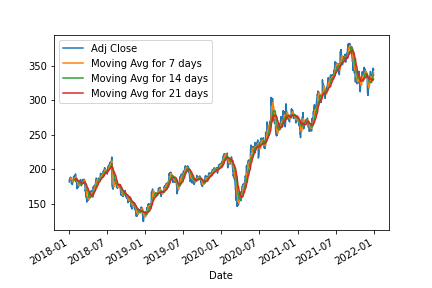 Adj Close
Moving Avg for 7 days
Moving Avg for 14 days
Moving Avg for 21 days
350
300
250
200
150
2018-01
2018-07
2019-01
2019-07
2020-01
2020-07
2021-01
2021-07
2022-01
Date